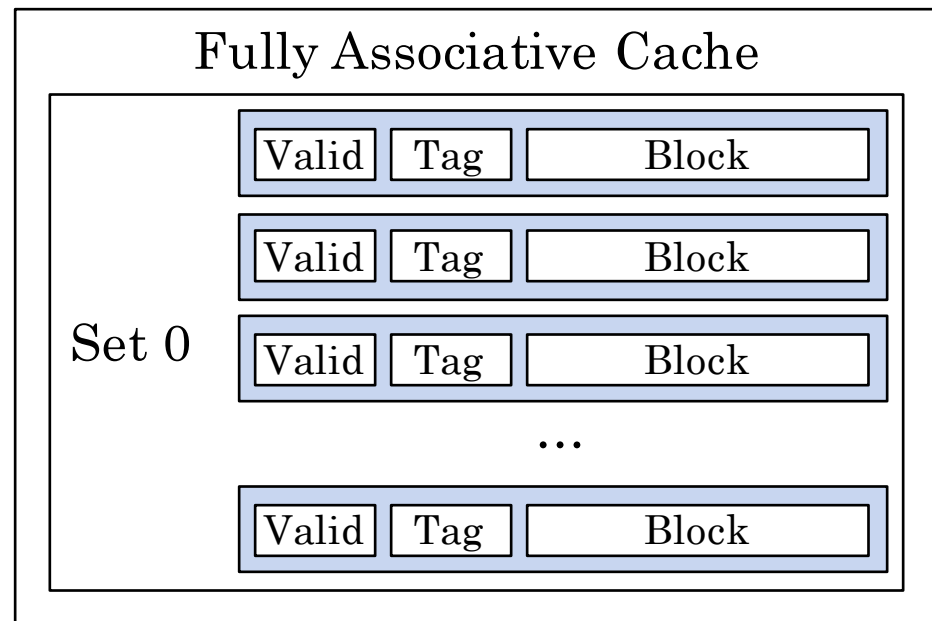 Fully Associative Cache
Valid Tag Block
Valid Tag Block
Set 0
Valid Tag Block
...
Valid Tag Block